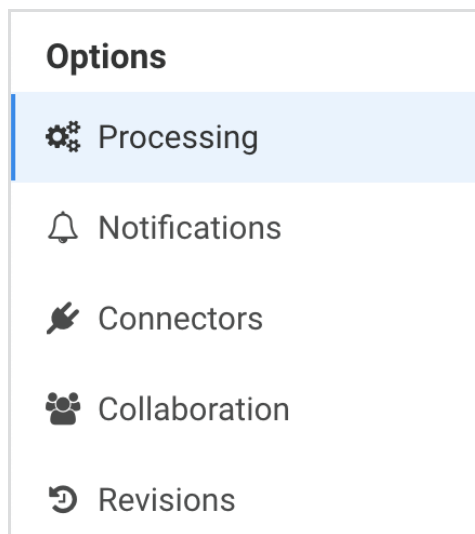 Options
Processing
Notifications
Connectors
Collaboration
Revisions